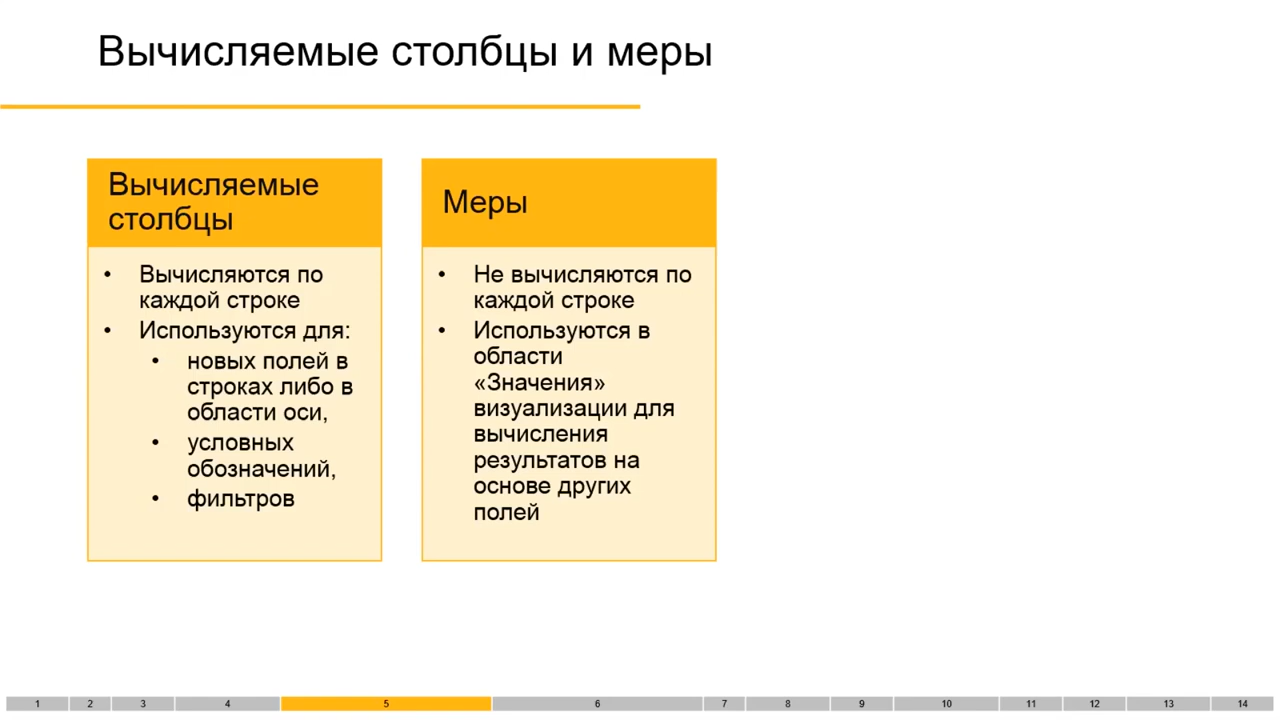 Вычисляемые столбцы и меры
Вычисляемые
столбцы
• Вычисляются по
каждой строке
• Используются для:
• новых полей в
строках либо в
области оси,
• условных
обозначений,
• фильтров
Меры
• Не вычисляются по
каждой строке
• Используются в
области
«Значения»
визуализации для
вычисления
результатов на
основе других
полей
1 2 3 4 5 6 7 8 9 10 11 12 13 14